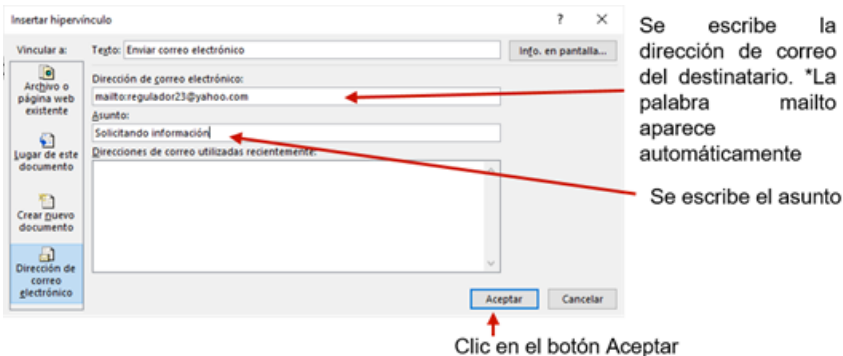 Insertar hipervínculo
?
Vincular a:
Texto: Enviar correo electrónico
Info. en pantalla...
Archivo o
página web
existente
Lugar de este
documento
Crear nuevo
documento
Dirección de
correo
electrónico
Dirección de correo electrónico:
mailto:regulador23@yahoo.com
Asunto:
Solicitando información
Direcciones de correo utilizadas recientemente:
Aceptar
Cancelar
Se escribe la
dirección de correo
del destinatario. *La
palabra mailto
aparece
automáticamente
Se escribe el asunto
Clic en el botón Aceptar